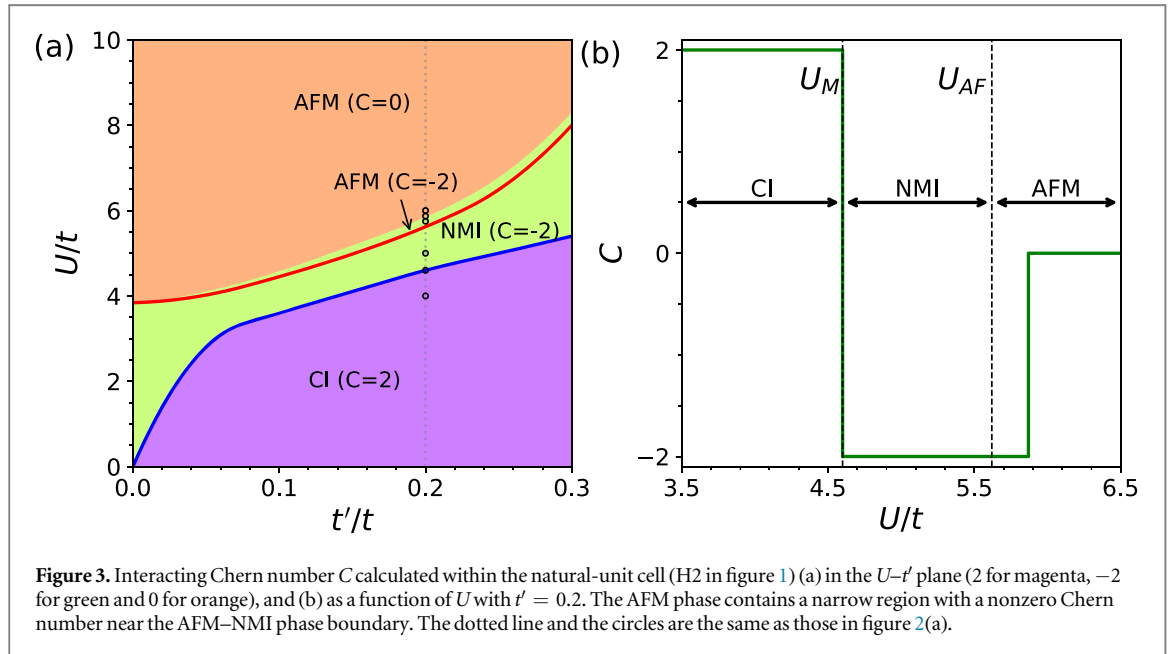 (a)
10
8
6
4
2
0
U/t
AFM (C=0)
AFM (C=-2)
NMI (C=-2)
CI (C=2)
0.0 0.1 0.2 0.3
t′/t
(b)
2
0
−2
C
U_M
U_AF
CI
NMI
AFM
3.5 4.5 5.5 6.5
U/t
Figure 3. Interacting Chern number C calculated within the natural-unit cell (H2 in figure 1) (a) in the U–t′ plane (2 for magenta, −2
for green and 0 for orange), and (b) as a function of U with t′ = 0.2. The AFM phase contains a narrow region with a nonzero Chern
number near the AFM–NMI phase boundary. The dotted line and the circles are the same as those in figure 2(a).